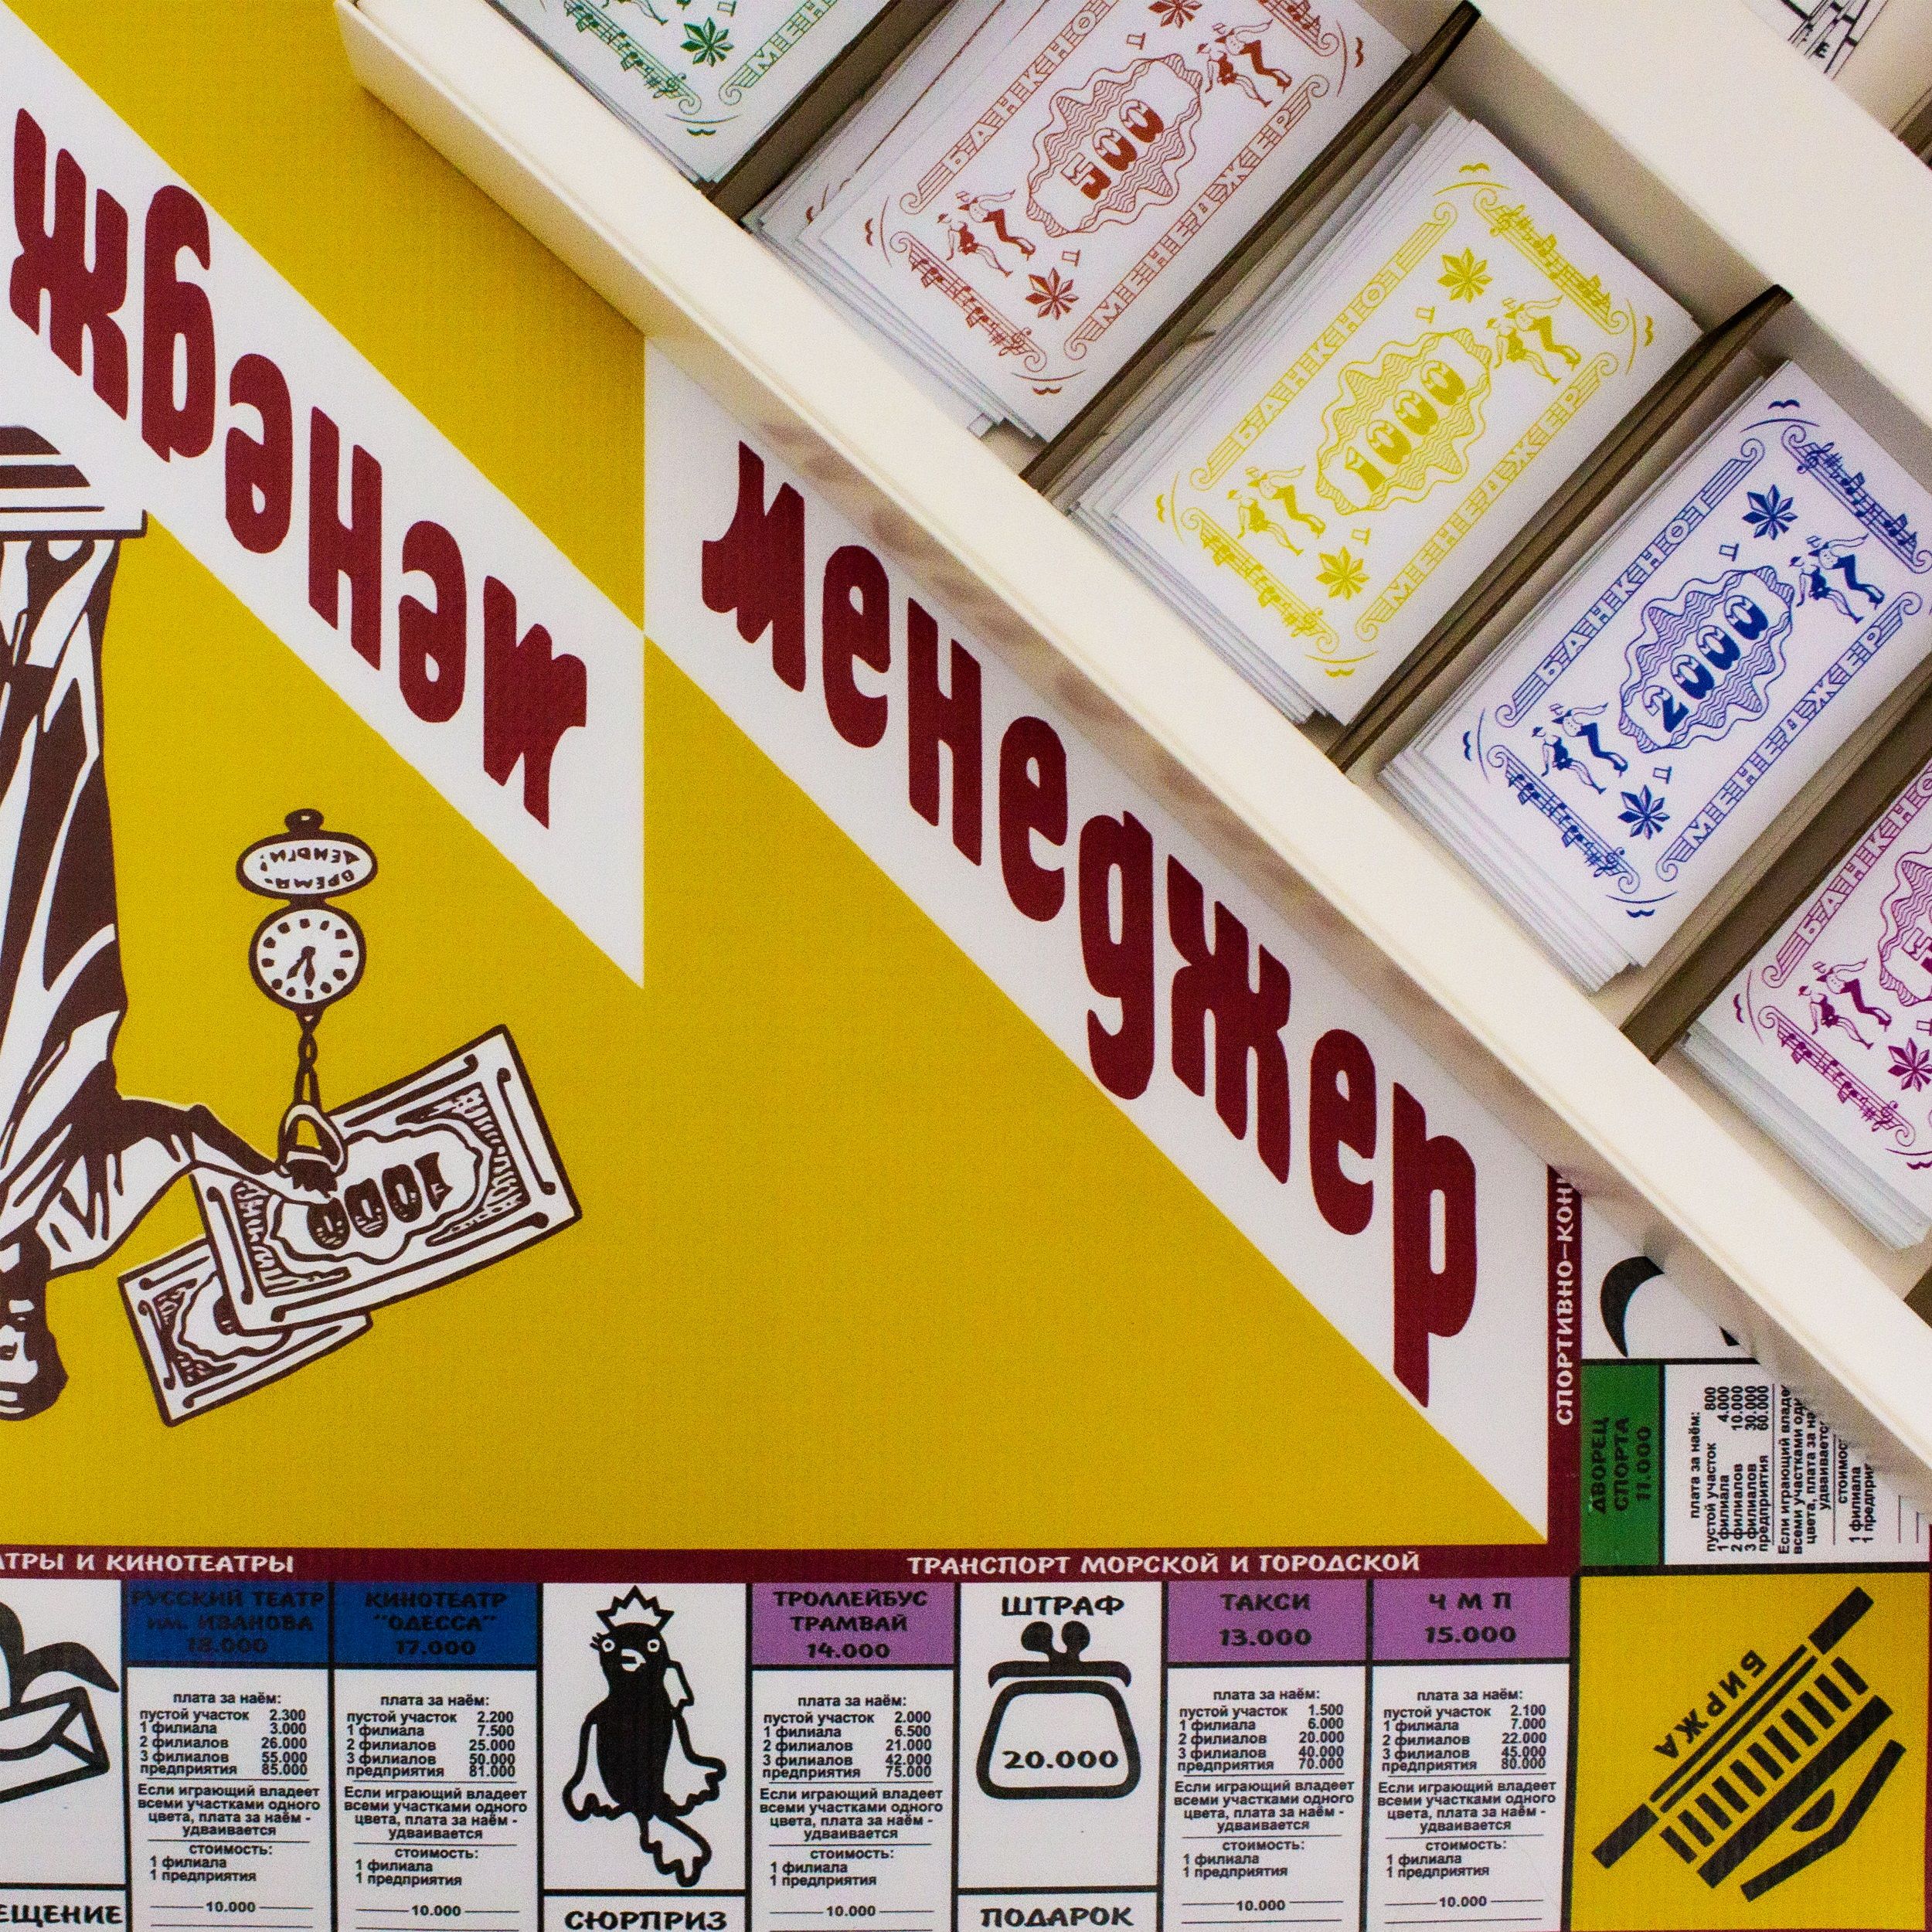 менеджер
менеджер
БАНКНОТ
500
МЕНЕДЖЕР
БАНКНОТ
1000
МЕНЕДЖЕР
БАНКНОТ
2000
МЕНЕДЖЕР
ВРЕМЯ-
ДЕНЬГИ!
1000
ТРАНСПОРТ МОРСКОЙ И ГОРОДСКОЙ
И КИНОТЕАТРЫ
ДВОРЕЦ
СПОРТА
11.000
плата за наём:
пустой участок 800
1 филиала 4.000
2 филиалов 10.000
3 филиалов 30.000
предприятия 60.000
РУССКИЙ ТЕАТР
им. ИВАНОВА
18.000
плата за наём:
пустой участок 2.300
1 филиала 3.000
2 филиалов 26.000
3 филиалов 55.000
предприятия 85.000
Если играющий владеет
всеми участками одного
цвета, плата за наём -
удваивается
стоимость:
1 филиала
1 предприятия
10.000
КИНОТЕАТР
"ОДЕССА"
17.000
плата за наём:
пустой участок 2.200
1 филиала 7.500
2 филиалов 25.000
3 филиалов 50.000
предприятия 81.000
Если играющий владеет
всеми участками одного
цвета, плата за наём -
удваивается
стоимость:
1 филиала
1 предприятия
10.000
СЮРПРИЗ
ТРОЛЛЕЙБУС
ТРАМВАЙ
14.000
плата за наём:
пустой участок 2.000
1 филиала 6.500
2 филиалов 21.000
3 филиалов 42.000
предприятия 75.000
Если играющий владеет
всеми участками одного
цвета, плата за наём -
удваивается
стоимость:
1 филиала
1 предприятия
10.000
ШТРАФ
20.000
ПОДАРОК
ТАКСИ
13.000
плата за наём:
пустой участок 1.500
1 филиала 6.000
2 филиалов 20.000
3 филиалов 40.000
предприятия 70.000
Если играющий владеет
всеми участками одного
цвета, плата за наём -
удваивается
стоимость:
1 филиала
1 предприятия
10.000
Ч М П
15.000
плата за наём:
пустой участок 2.100
1 филиала 7.000
2 филиалов 22.000
3 филиалов 45.000
предприятия 80.000
Если играющий владеет
всеми участками одного
цвета, плата за наём -
удваивается
стоимость:
1 филиала
1 предприятия
10.000
БИРЖА